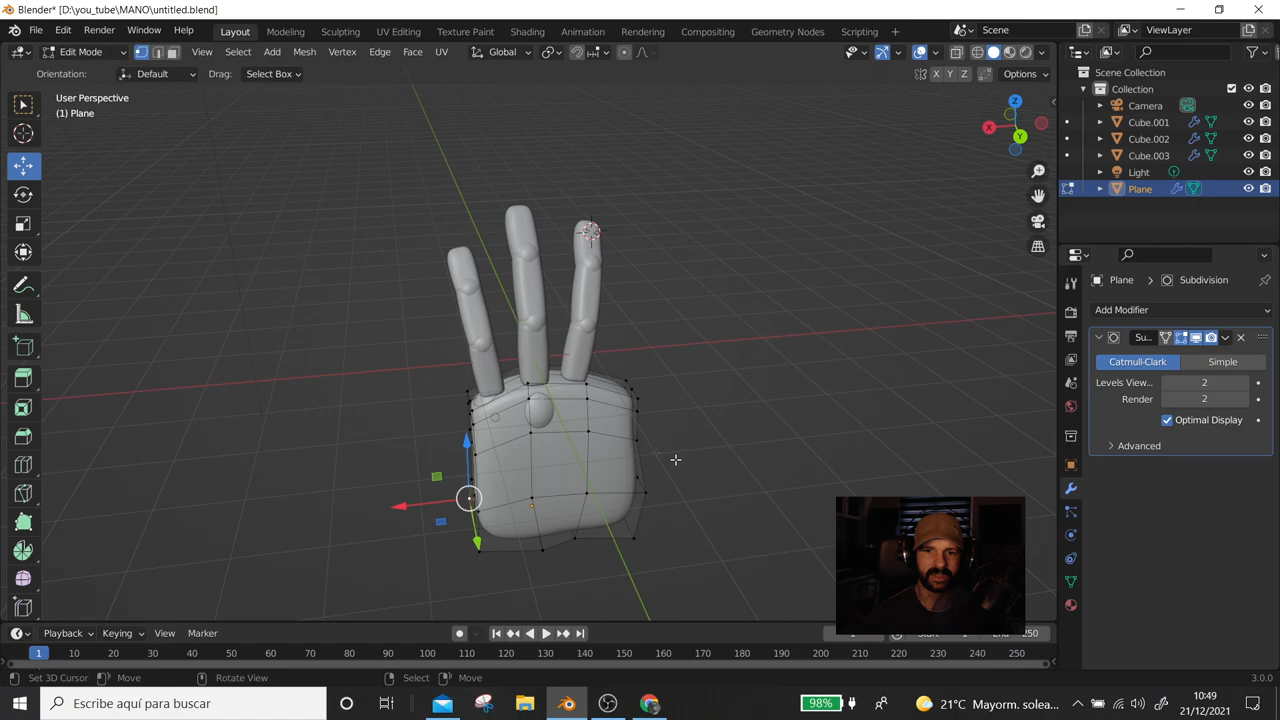 Blender* [D:\you_tube\MANO\untitled.blend]
File Edit Render Window Help Layout Modeling Sculpting UV Editing Texture Paint Shading Animation Rendering Compositing Geometry Nodes Scripting + Scene ViewLayer
Edit Mode View Select Add Mesh Vertex Edge Face UV Global
Orientation: Default Drag: Select Box X Y Z Options
User Perspective
(1) Plane
Scene Collection
Collection
Camera
Cube.001
Cube.002
Cube.003
Light
Plane
Z
X
Y
Plane > Subdivision
Add Modifier
Su...
Catmull-Clark Simple
Levels View... 2
Render 2
Optimal Display
Advanced
Playback Keying View Marker 1 Start 1 End 250
1 10 20 30 40 50 60 70 80 90 100 110 120 130 140 150 160 170 180 190 200 210 220 230 240 250
Set 3D Cursor Move Rotate View Select Move 3.0.0
Escribe aquí para buscar 98% 21°C Mayorm. solea... 10:49
21/12/2021